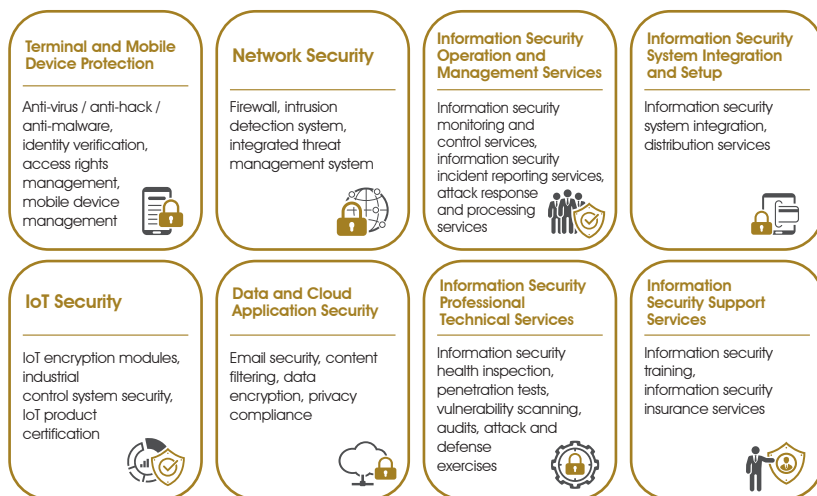 Terminal and Mobile
Device Protection
Anti-virus / anti-hack /
anti-malware,
identity verification,
access rights
management,
mobile device
management
Network Security
Firewall, intrusion
detection system,
integrated threat
management system
Information Security
Operation and
Management Services
Information security
monitoring and
control services,
information security
incident reporting services,
attack response
and processing
services
Information Security
System Integration
and Setup
Information security
system integration,
distribution services
IoT Security
IoT encryption modules,
industrial
control system security,
IoT product
certification
Data and Cloud
Application Security
Email security, content
filtering, data
encryption, privacy
compliance
Information Security
Professional
Technical Services
Information security
health inspection,
penetration tests,
vulnerability scanning,
audits, attack and
defense
exercises
Information
Security Support
Services
Information security
training,
information security
insurance services